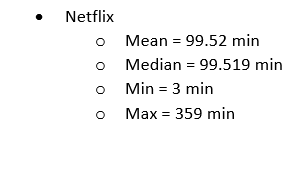 • Netflix
o Mean = 99.52 min
o Median = 99.519 min
o Min = 3 min
o Max = 359 min